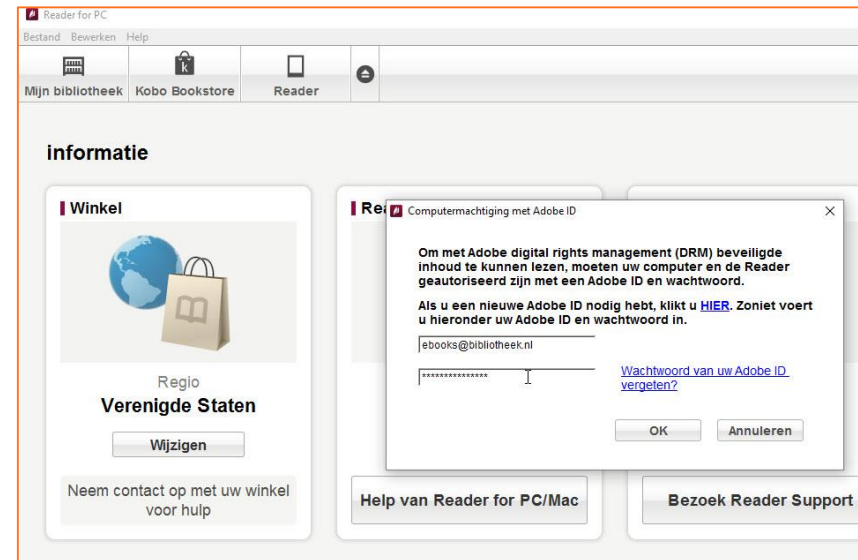 Reader for PC
Bestand Bewerken Help
Mijn bibliotheek Kobo Bookstore Reader
informatie
Winkel
Regio
Verenigde Staten
Wijzigen
Neem contact op met uw winkel
voor hulp
Computermachtiging met Adobe ID
Om met Adobe digital rights management (DRM) beveiligde
inhoud te kunnen lezen, moeten uw computer en de Reader
geautoriseerd zijn met een Adobe ID en wachtwoord.
Als u een nieuwe Adobe ID nodig hebt, klikt u HIER. Zoniet voert
u hieronder uw Adobe ID en wachtwoord in.
ebooks@bibliotheek.nl
***************
Wachtwoord van uw Adobe ID
vergeten?
OK Annuleren
Help van Reader for PC/Mac
Bezoek Reader Support